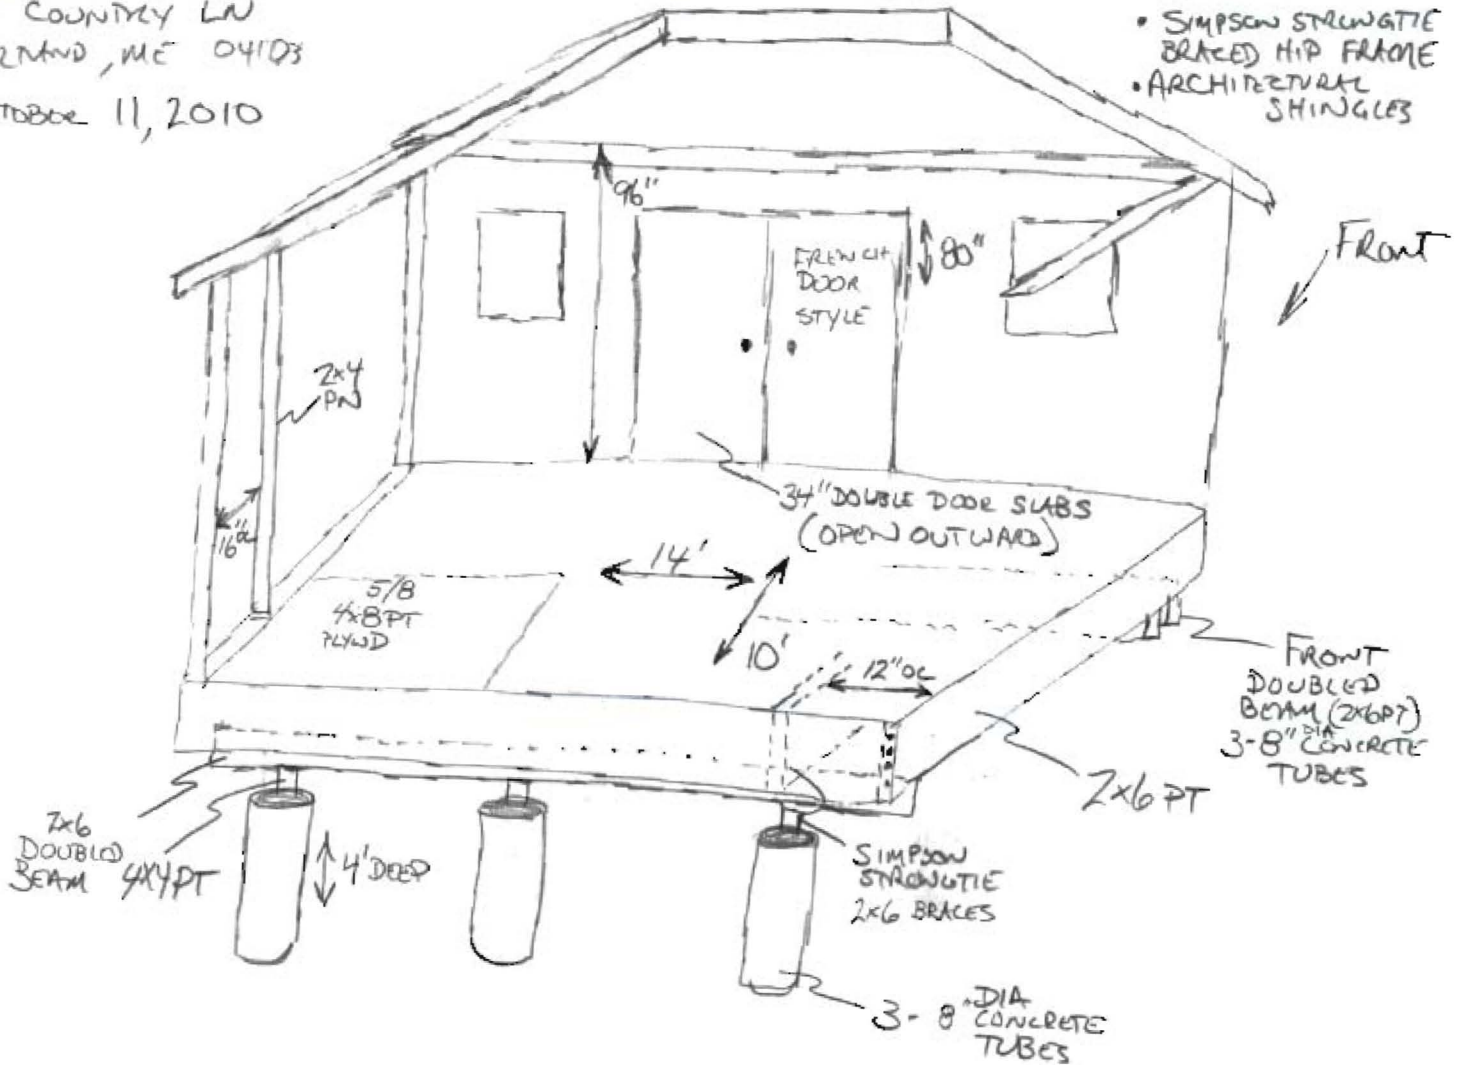 COUNTRY LN
RTLAND, ME 04103
TOBER 11, 2010
• SIMPSON STRONGTIE
BRACED HIP FRAME
• ARCHITECTURAL
SHINGLES
Front
96"
80"
FRENCH
DOOR
STYLE
2x4
PN
16"oc
34" DOUBLE DOOR SLABS
(OPEN OUTWARD)
14'
10'
5/8
4x8 PT
PLYWD
12" OC
FRONT
DOUBLED
BEAM (2x6PT)
3-8" DIA
CONCRETE
TUBES
2x6 PT
2x6
DOUBLED
BEAM
4X4 PT
4' DEEP
SIMPSON
STRONGTIE
2x6 BRACES
3- 8" DIA
CONCRETE
TUBES